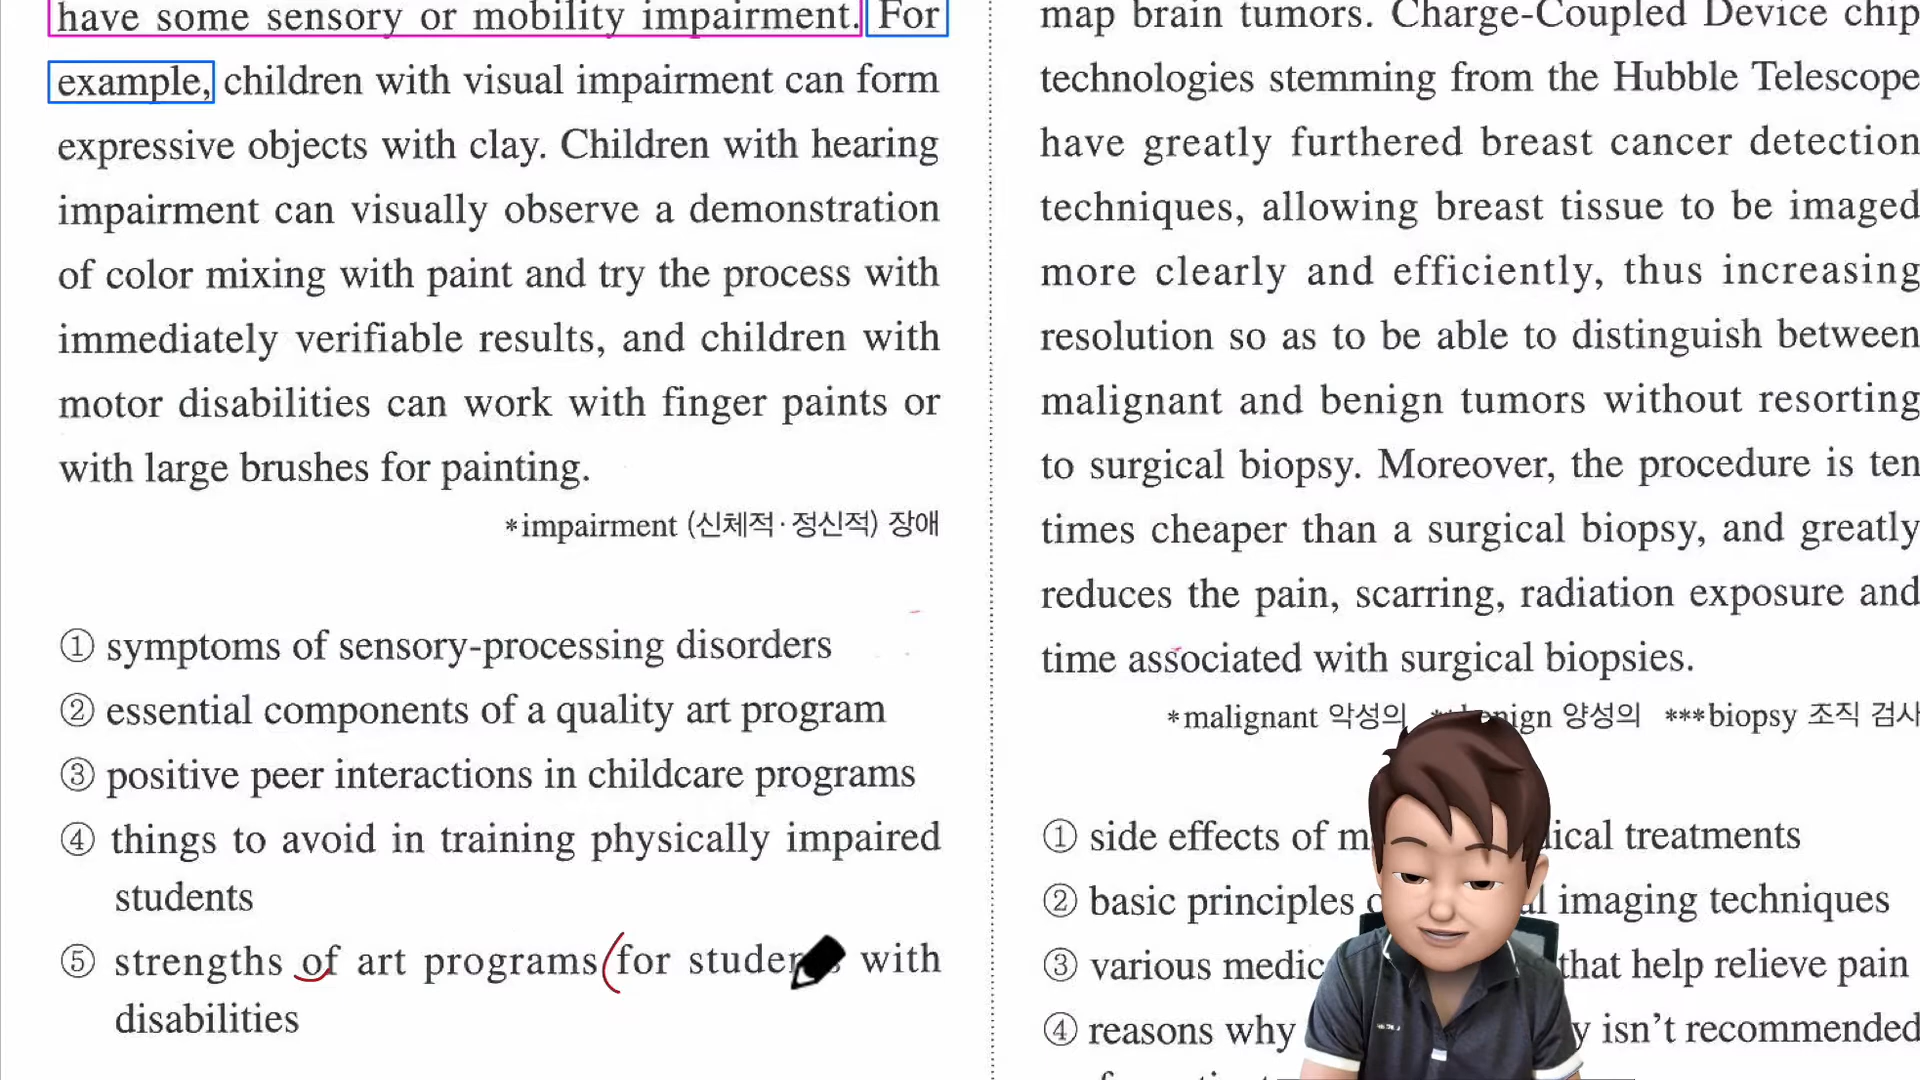 have some sensory or mobility impairment. For
example, children with visual impairment can form
expressive objects with clay. Children with hearing
impairment can visually observe a demonstration
of color mixing with paint and try the process with
immediately verifiable results, and children with
motor disabilities can work with finger paints or
with large brushes for painting.
*impairment (신체적·정신적) 장애
① symptoms of sensory-processing disorders
② essential components of a quality art program
③ positive peer interactions in childcare programs
④ things to avoid in training physically impaired
students
⑤ strengths of art programs for with
disabilities
map brain tumors. Charge-Coupled Device chip
technologies stemming from the Hubble Telescope
have greatly furthered breast cancer detection
techniques, allowing breast tissue to be imaged
more clearly and efficiently, thus increasing
resolution so as to be able to distinguish between
malignant and benign tumors without resorting
to surgical biopsy. Moreover, the procedure is ten
times cheaper than a surgical biopsy, and greatly
reduces the pain, scarring, radiation exposure and
time associated with surgical biopsies.
*malignant 악성의 양성의 ***biopsy 조직 검사
① side effects of treatments
② basic principles imaging techniques
③ various that help relieve pain
④ reasons why isn't recommended